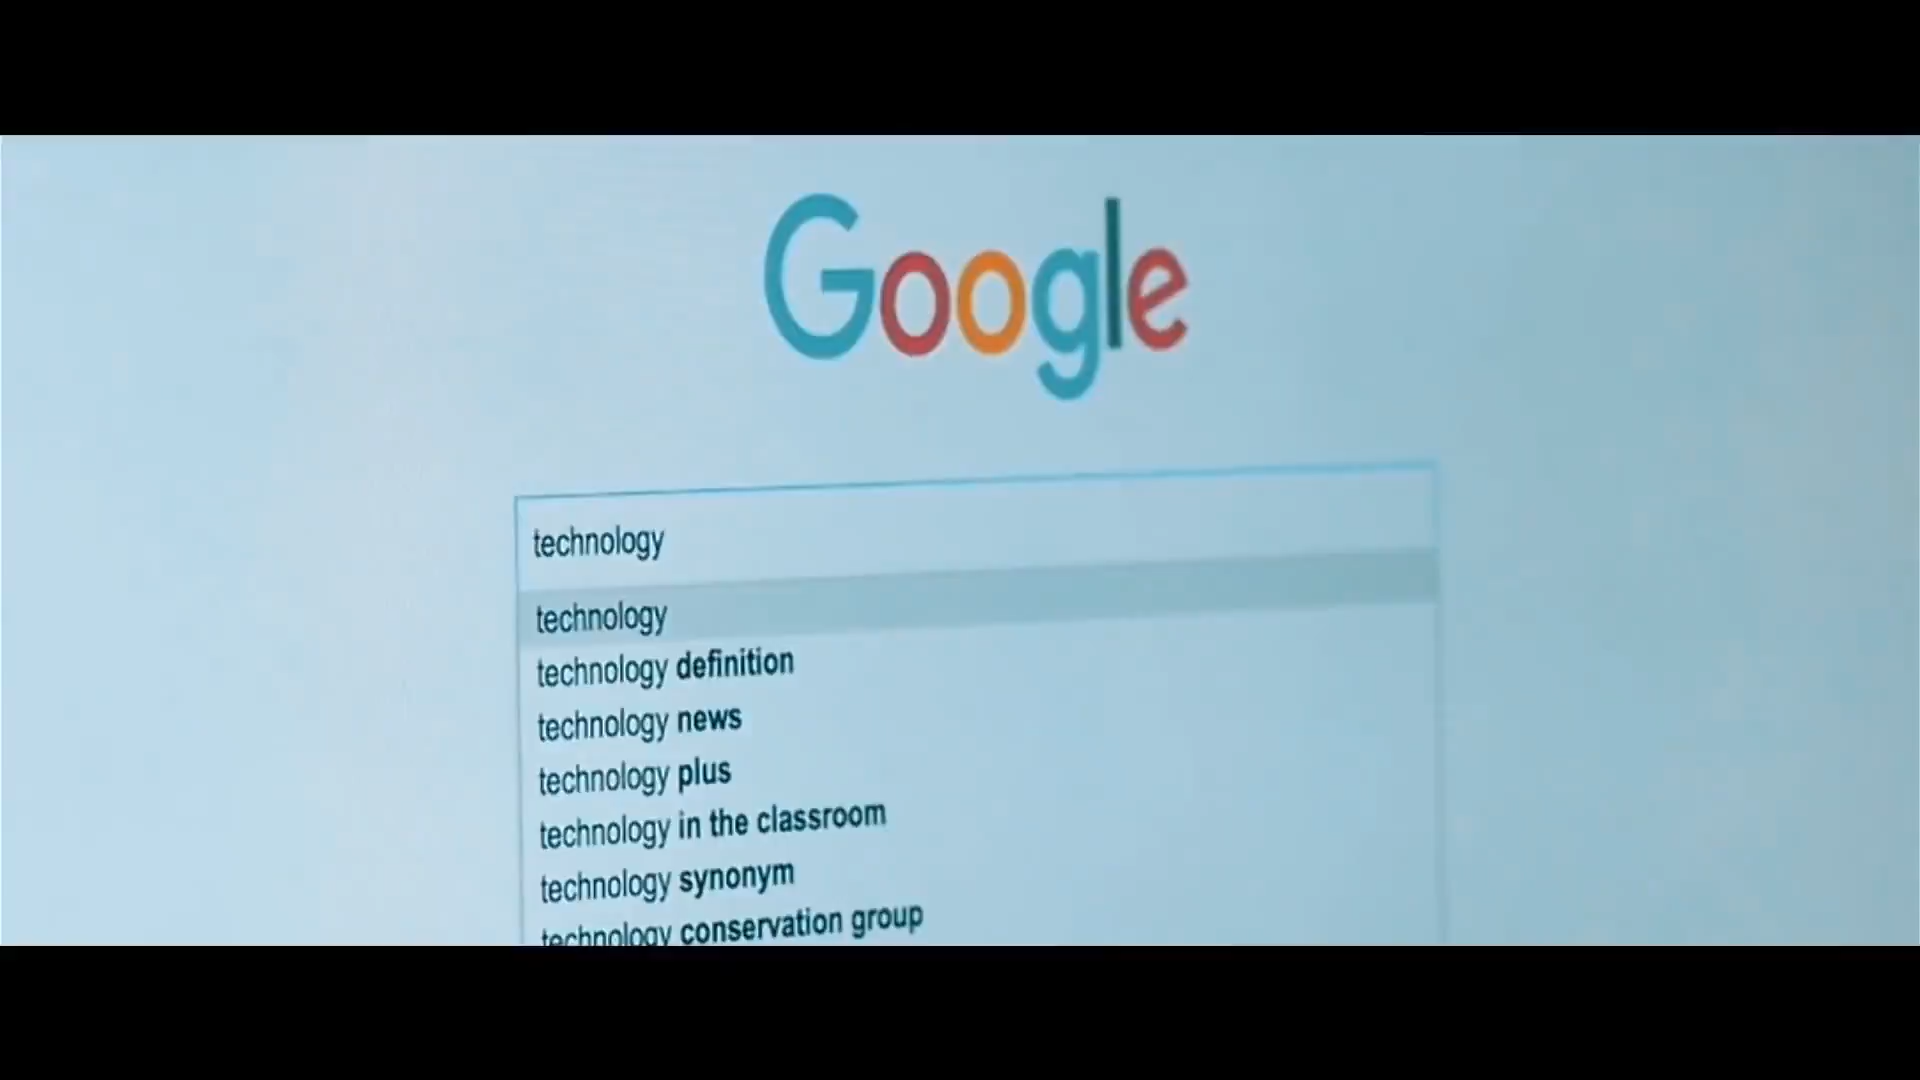 Google
technology
technology
technology definition
technology news
technology plus
technology in the classroom
technology synonym
technology conservation group